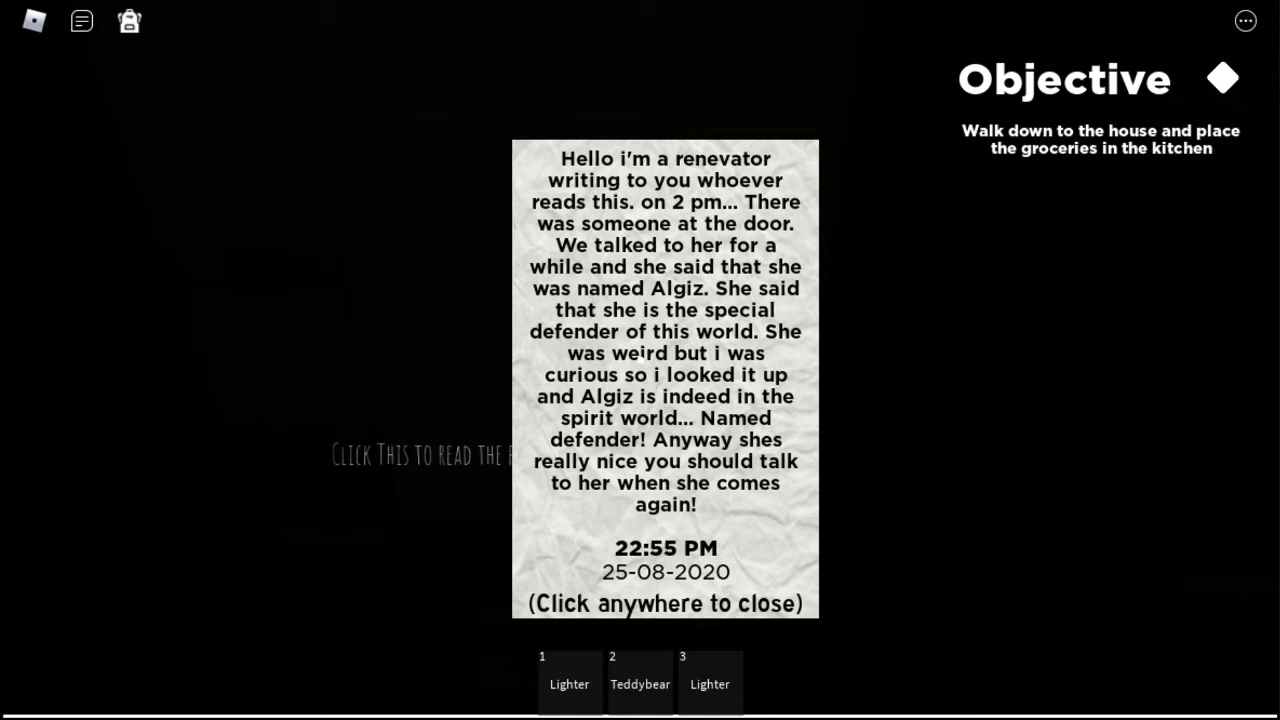 Objective
Walk down to the house and place
the groceries in the kitchen
Hello i'm a renevator
writing to you whoever
reads this. on 2 pm... There
was someone at the door.
We talked to her for a
while and she said that she
was named Algiz. She said
that she is the special
defender of this world. She
was weird but i was
curious so i looked it up
and Algiz is indeed in the
spirit world... Named
defender! Anyway shes
really nice you should talk
to her when she comes
again!
22:55 PM
25-08-2020
(Click anywhere to close)
Click This to read the
1
Lighter
2
Teddybear
3
Lighter